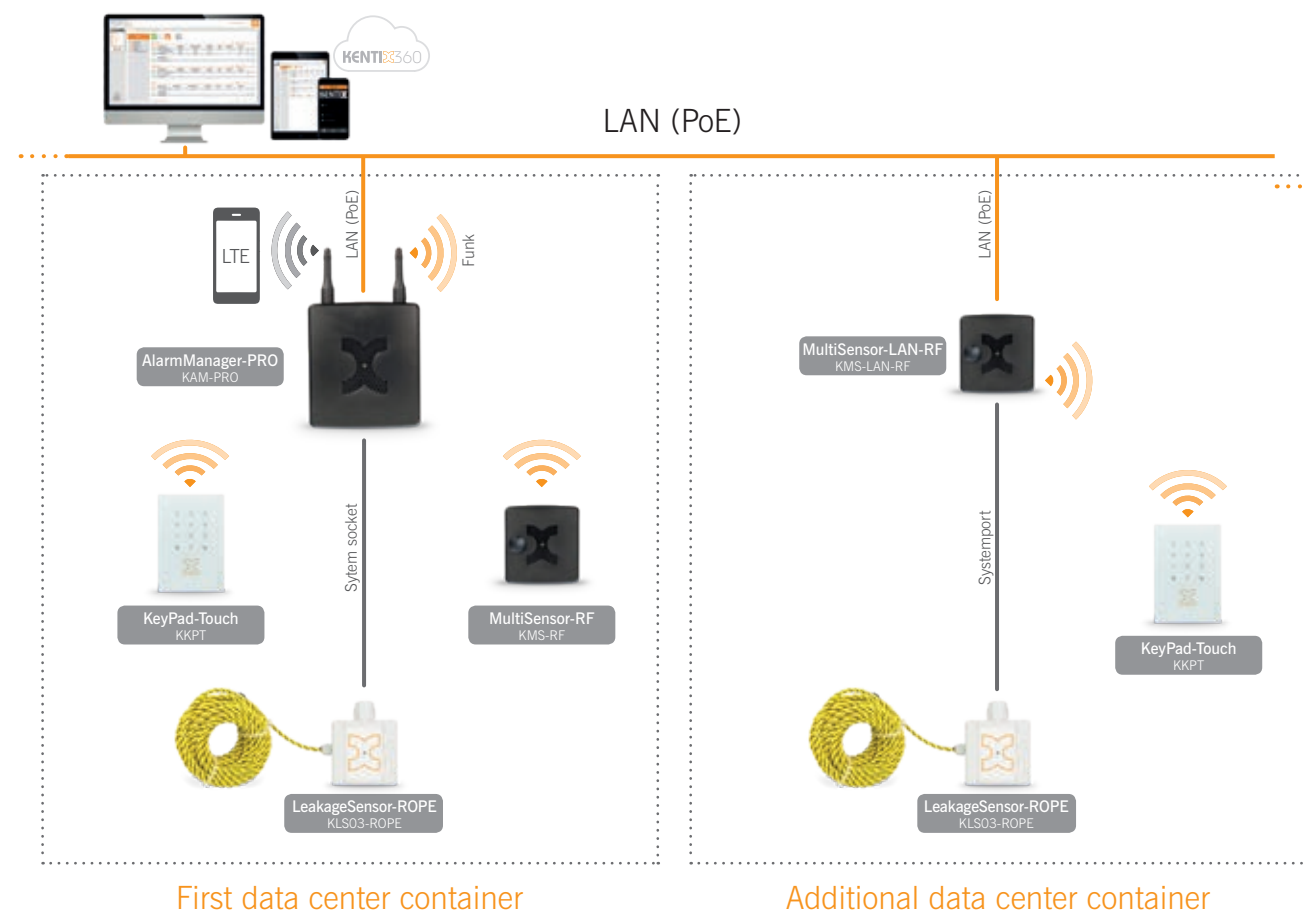 KENTIX360
LAN (PoE)
LTE
LAN (PoE)
Funk
AlarmManager-PRO
KAM-PRO
KeyPad-Touch
KKPT
Sytem socket
MultiSensor-RF
KMS-RF
LeakageSensor-ROPE
KLS03-ROPE
First data center container
LAN (PoE)
MultiSensor-LAN-RF
KMS-LAN-RF
Systemport
KeyPad-Touch
KKPT
LeakageSensor-ROPE
KLS03-ROPE
Additional data center container